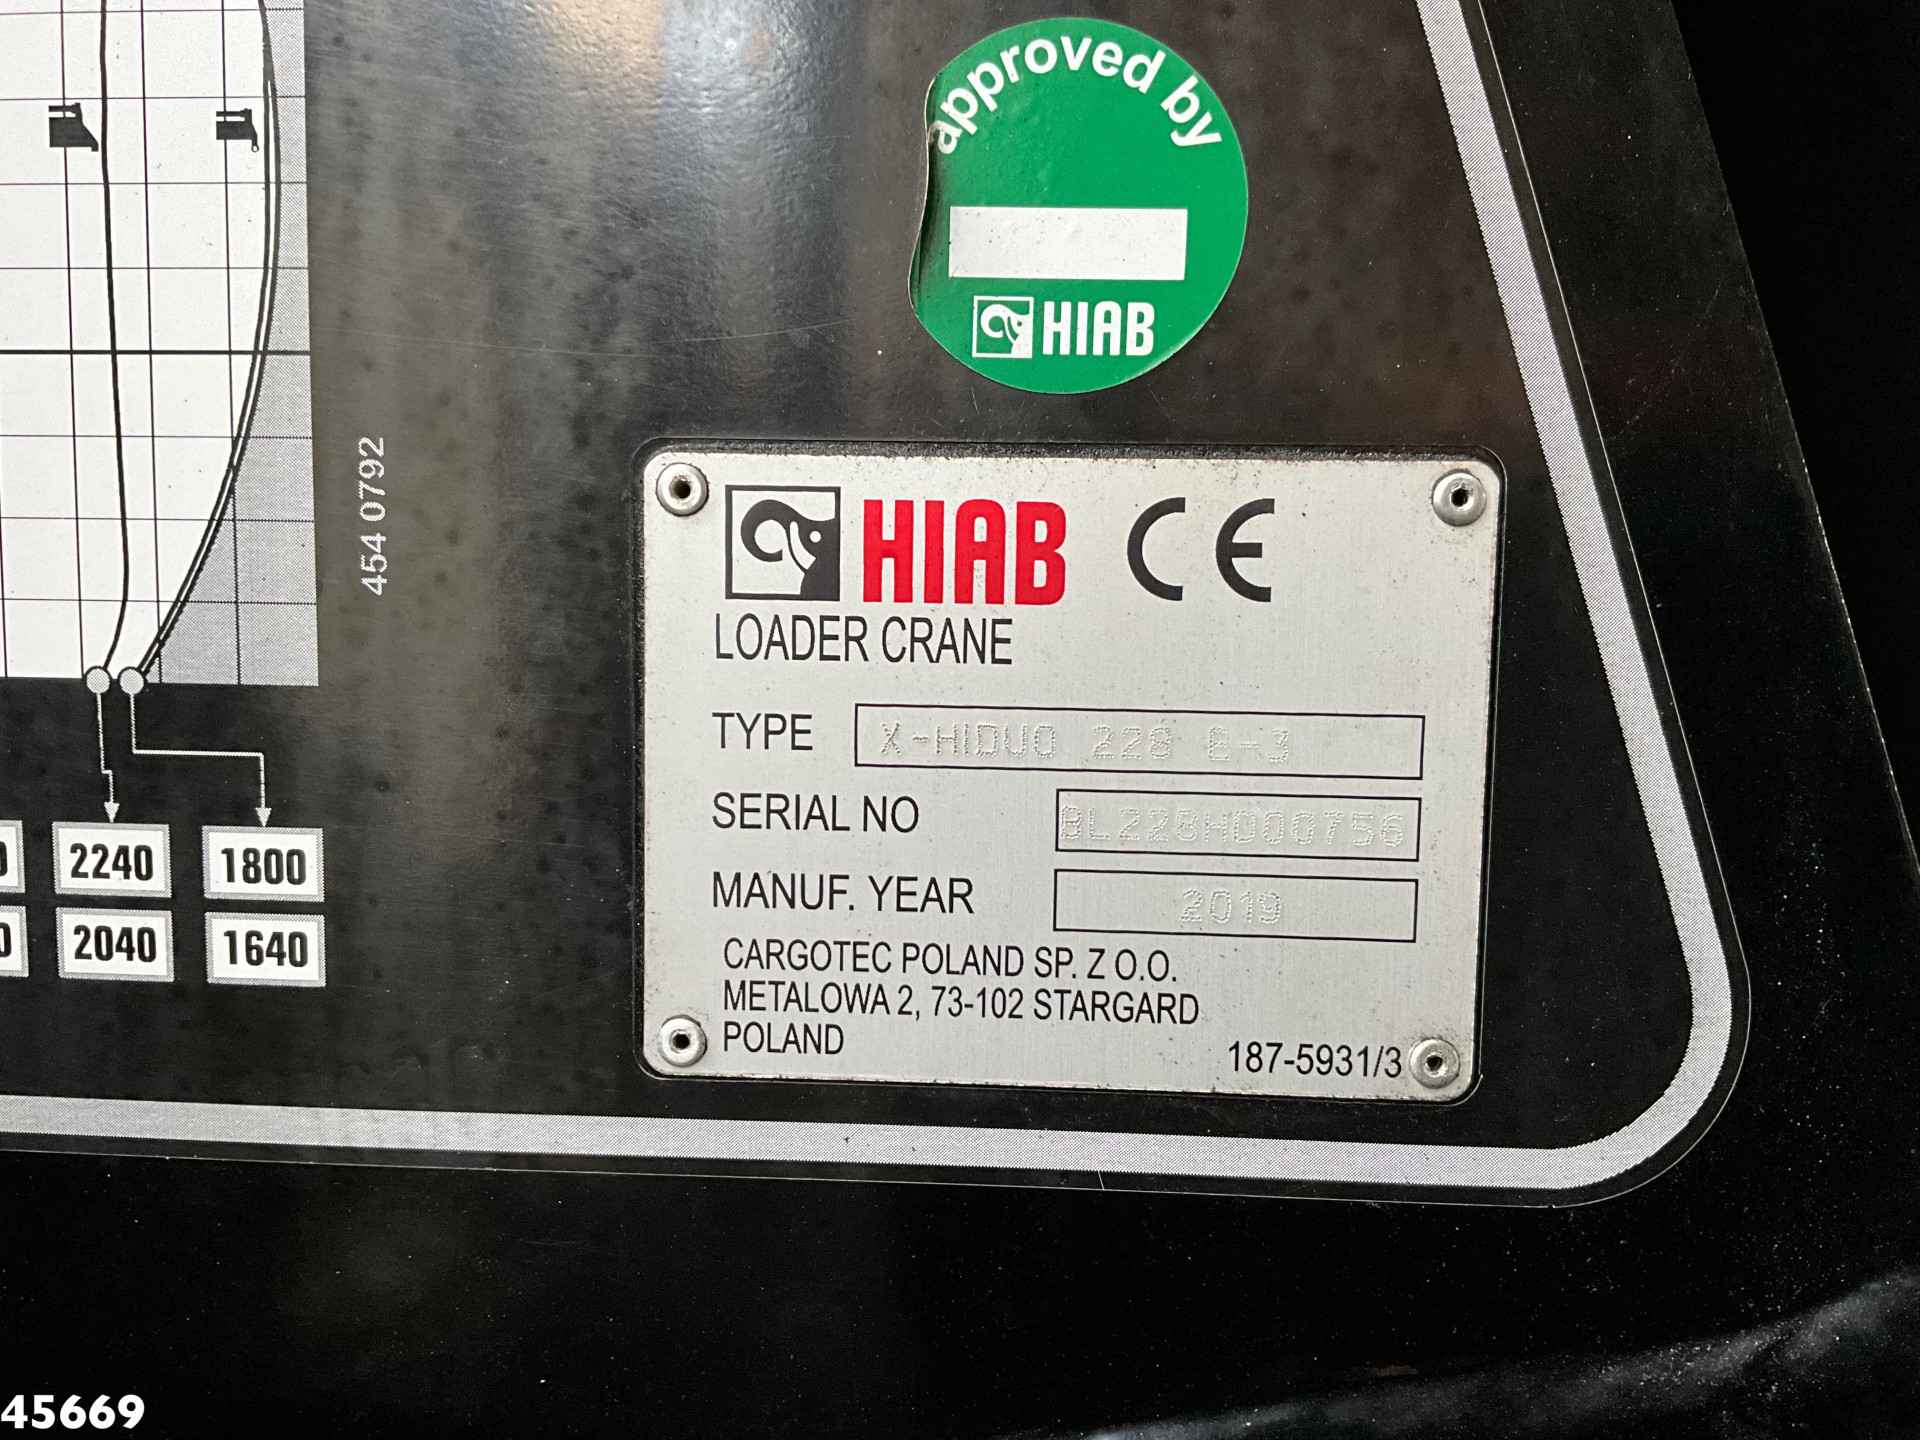 approved by
HIAB
454 0792
HIAB CE
LOADER CRANE
TYPE X-HIDUO 228 E-3
SERIAL NO BL228HD00756
MANUF. YEAR 2019
CARGOTEC POLAND SP. Z O.O.
METALOWA 2, 73-102 STARGARD
POLAND
187-5931/3
2240 1800
2040 1640
45669